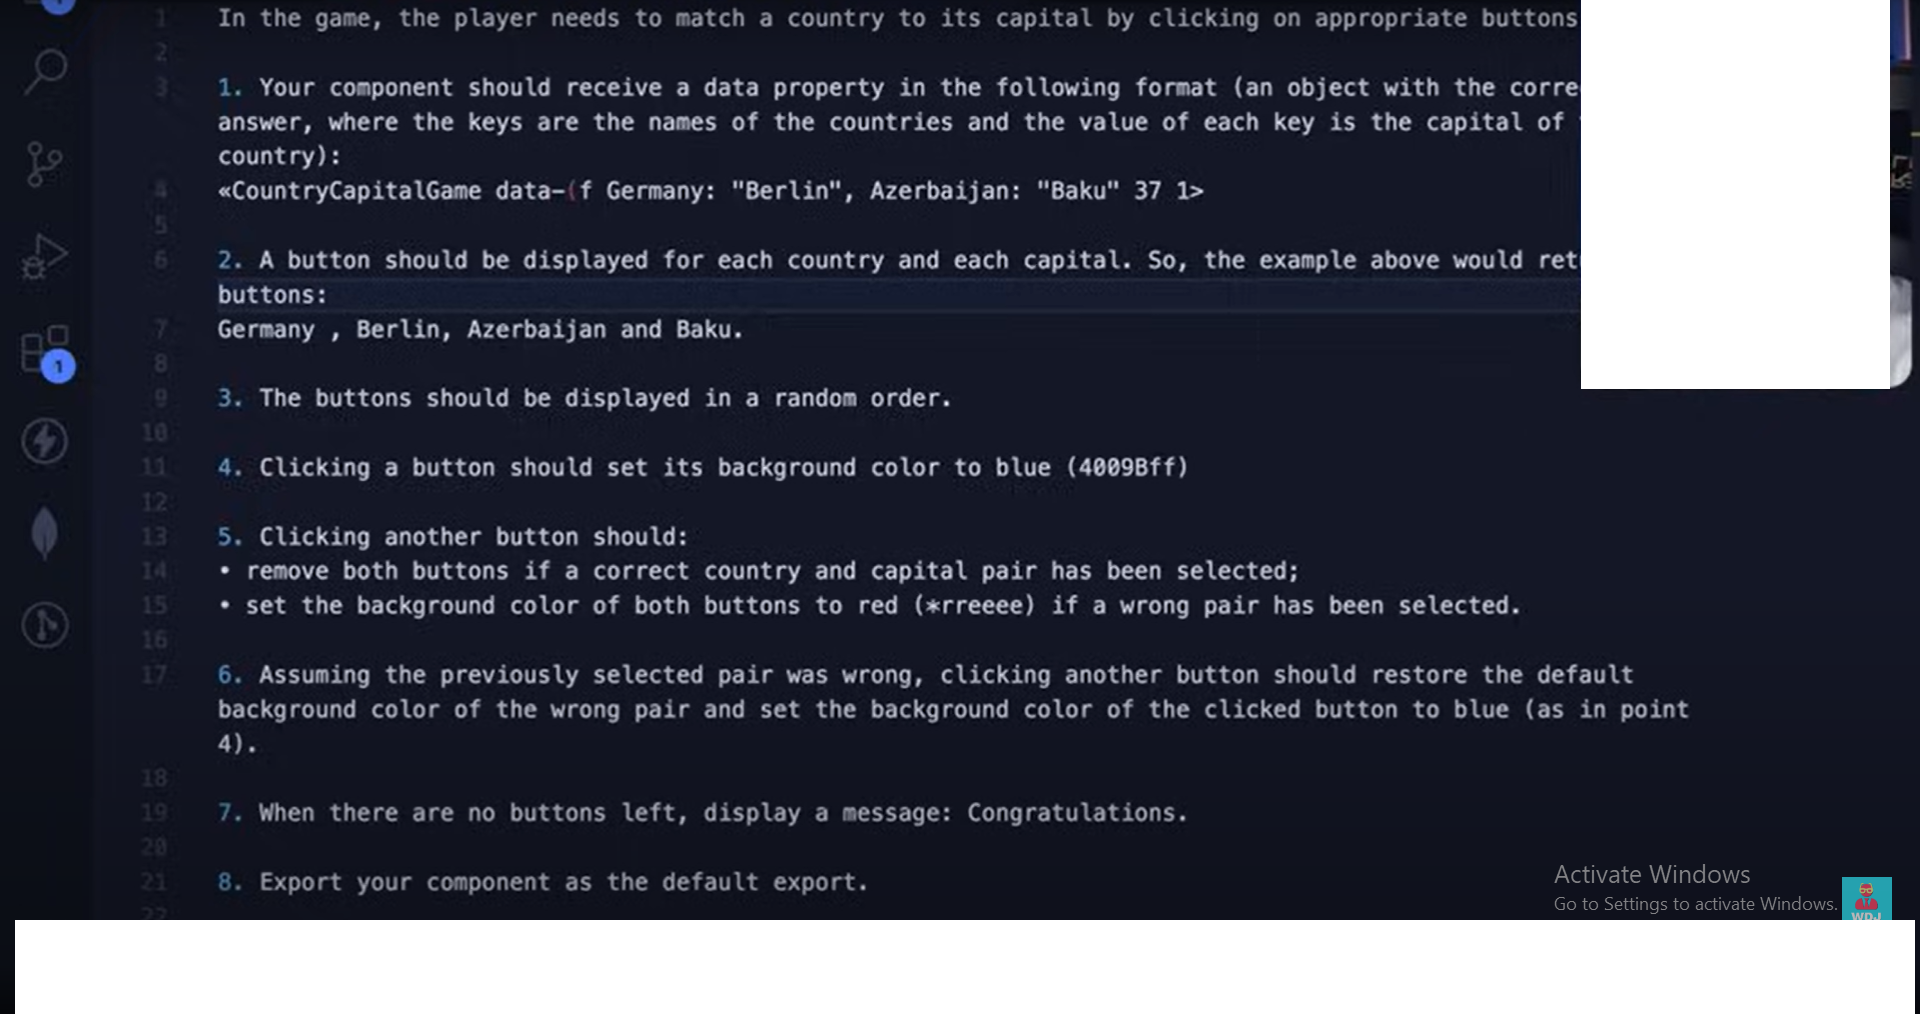 1 In the game, the player needs to match a country to its capital by clicking on appropriate buttons
2
3 1. Your component should receive a data property in the following format (an object with the
answer, where the keys are the names of the countries and the value of each key is the capital of
country):
4 «CountryCapitalGame data-(f Germany: "Berlin", Azerbaijan: "Baku" 37 1>
5
6 2. A button should be displayed for each country and each capital. So, the example above would
buttons:
7 Germany , Berlin, Azerbaijan and Baku.
8
9 3. The buttons should be displayed in a random order.
10
11 4. Clicking a button should set its background color to blue (4009Bff)
12
13 5. Clicking another button should:
14 • remove both buttons if a correct country and capital pair has been selected;
15 • set the background color of both buttons to red (*rreeee) if a wrong pair has been selected.
16
17 6. Assuming the previously selected pair was wrong, clicking another button should restore the default
background color of the wrong pair and set the background color of the clicked button to blue (as in point
4).
18
19 7. When there are no buttons left, display a message: Congratulations.
20
21 8. Export your component as the default export.
22
1
Activate Windows
Go to Settings to activate Windows.
WDJ